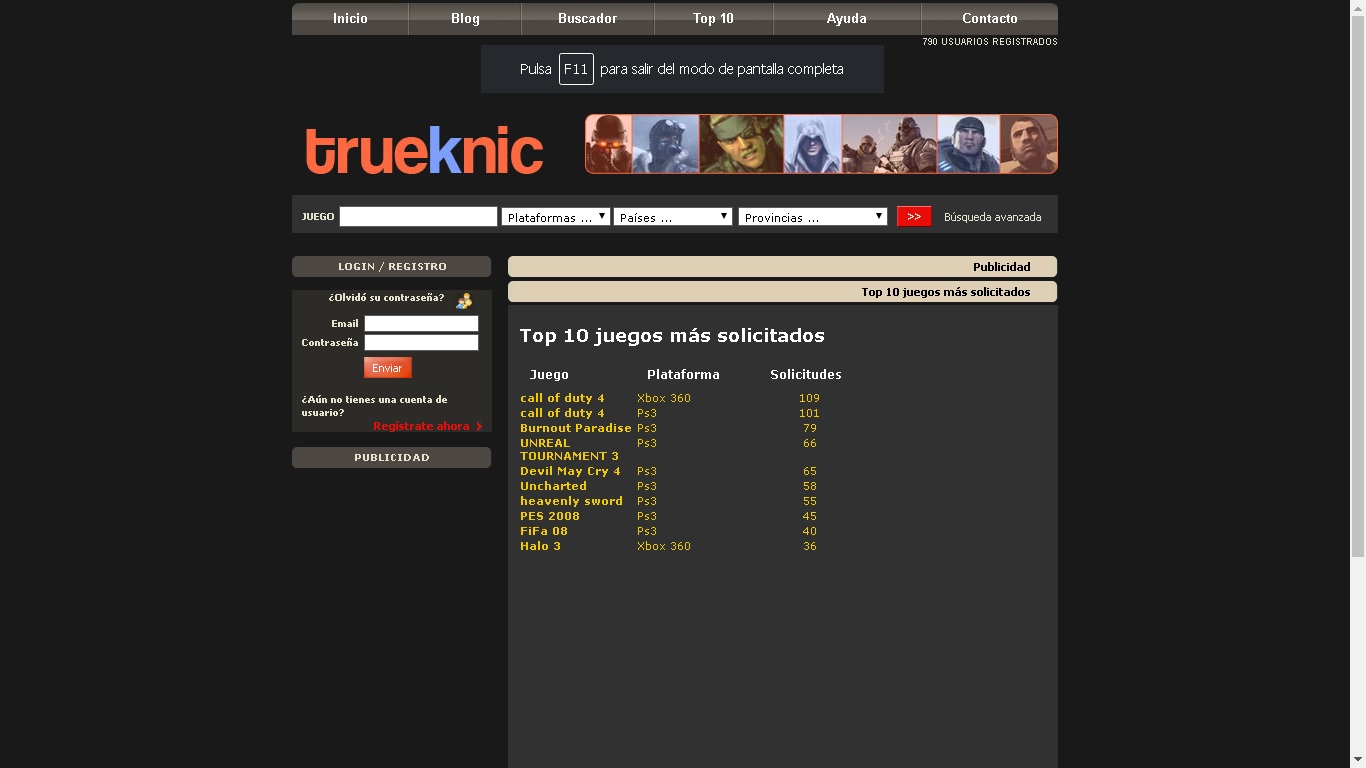 Inicio Blog Buscador Top 10 Ayuda Contacto
790 USUARIOS REGISTRADOS
Pulsa F11 para salir del modo de pantalla completa
trueknic
JUEGO Plataformas ... Países ... Provincias ... >> Búsqueda avanzada
LOGIN / REGISTRO
¿Olvidó su contraseña?
Email
Contraseña
Enviar
¿Aún no tienes una cuenta de
usuario?
Regístrate ahora
PUBLICIDAD
Publicidad
Top 10 juegos más solicitados
Top 10 juegos más solicitados
Juego Plataforma Solicitudes
call of duty 4 Xbox 360 109
call of duty 4 Ps3 101
Burnout Paradise Ps3 79
UNREAL Ps3 66
TOURNAMENT 3
Devil May Cry 4 Ps3 65
Uncharted Ps3 58
heavenly sword Ps3 55
PES 2008 Ps3 45
FiFa 08 Ps3 40
Halo 3 Xbox 360 36